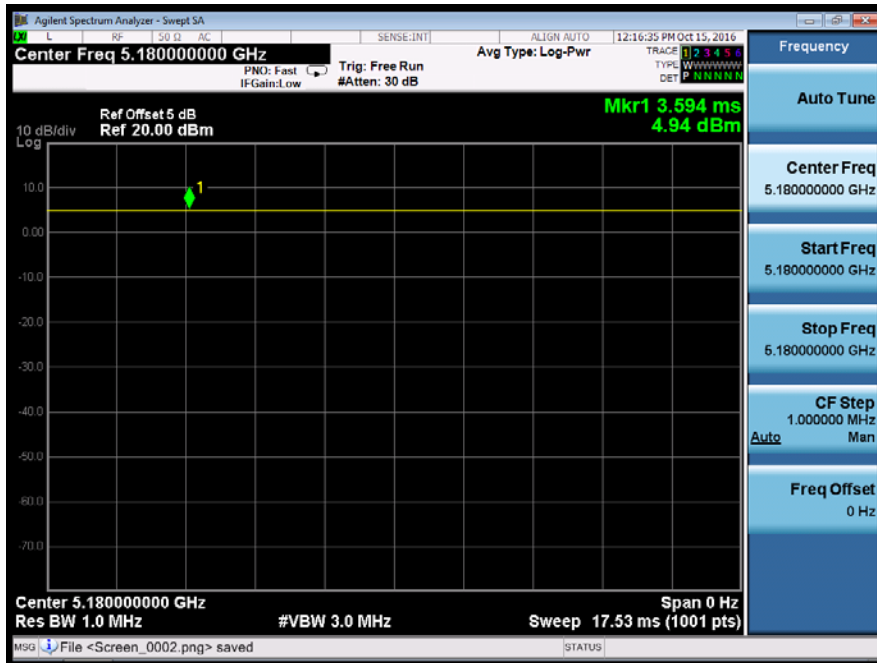 Agilent Spectrum Analyzer - Swept SA
L RF 50 Ω AC SENSE:INT ALIGN AUTO 12:16:35 PM Oct 15, 2016
Center Freq 5.180000000 GHz
PNO: Fast
IFGain:Low
Trig: Free Run
#Atten: 30 dB
Avg Type: Log-Pwr
TRACE 1 2 3 4 5 6
TYPE W
DET P N N N N N
Frequency
Mkr1 3.594 ms
4.94 dBm
Ref Offset 5 dB
10 dB/div Ref 20.00 dBm
Log
1
10.0
0.00
-10.0
-20.0
-30.0
-40.0
-50.0
-60.0
-70.0
Center 5.180000000 GHz Span 0 Hz
Res BW 1.0 MHz #VBW 3.0 MHz Sweep 17.53 ms (1001 pts)
MSG File <Screen_0002.png> saved STATUS
Auto Tune
Center Freq
5.180000000 GHz
Start Freq
5.180000000 GHz
Stop Freq
5.180000000 GHz
CF Step
1.000000 MHz
Auto Man
Freq Offset
0 Hz